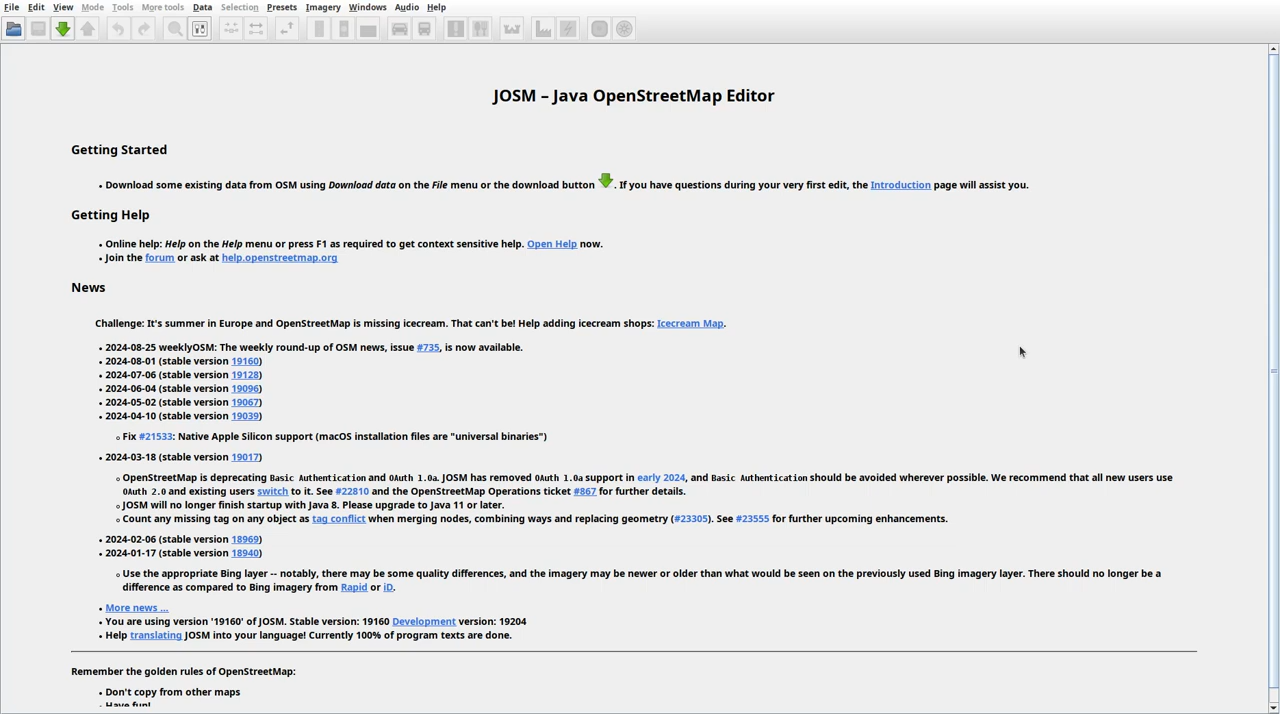 File Edit View Mode Tools More tools Data Selection Presets Imagery Windows Audio Help
JOSM – Java OpenStreetMap Editor
Getting Started
• Download some existing data from OSM using Download data on the File menu or the download button . If you have questions during your very first edit, the Introduction page will assist you.
Getting Help
• Online help: Help on the Help menu or press F1 as required to get context sensitive help. Open Help now.
• Join the forum or ask at help.openstreetmap.org
News
Challenge: It's summer in Europe and OpenStreetMap is missing icecream. That can't be! Help adding icecream shops: Icecream Map.
• 2024-08-25 weeklyOSM: The weekly round-up of OSM news, issue #735, is now available.
• 2024-08-01 (stable version 19160)
• 2024-07-06 (stable version 19128)
• 2024-06-04 (stable version 19096)
• 2024-05-02 (stable version 19067)
• 2024-04-10 (stable version 19039)
◦ Fix #21533: Native Apple Silicon support (macOS installation files are "universal binaries")
• 2024-03-18 (stable version 19017)
◦ OpenStreetMap is deprecating Basic Authentication and OAuth 1.0a. JOSM has removed OAuth 1.0a support in early 2024, and Basic Authentication should be avoided wherever possible. We recommend that all new users use
OAuth 2.0 and existing users switch to it. See #22810 and the OpenStreetMap Operations ticket #867 for further details.
◦ JOSM will no longer finish startup with Java 8. Please upgrade to Java 11 or later.
◦ Count any missing tag on any object as tag conflict when merging nodes, combining ways and replacing geometry (#23305). See #23555 for further upcoming enhancements.
• 2024-02-06 (stable version 18969)
• 2024-01-17 (stable version 18940)
◦ Use the appropriate Bing layer -- notably, there may be some quality differences, and the imagery may be newer or older than what would be seen on the previously used Bing imagery layer. There should no longer be a
difference as compared to Bing imagery from Rapid or iD.
• More news ...
• You are using version '19160' of JOSM. Stable version: 19160 Development version: 19204
• Help translating JOSM into your language! Currently 100% of program texts are done.
Remember the golden rules of OpenStreetMap:
• Don't copy from other maps
• Have fun!